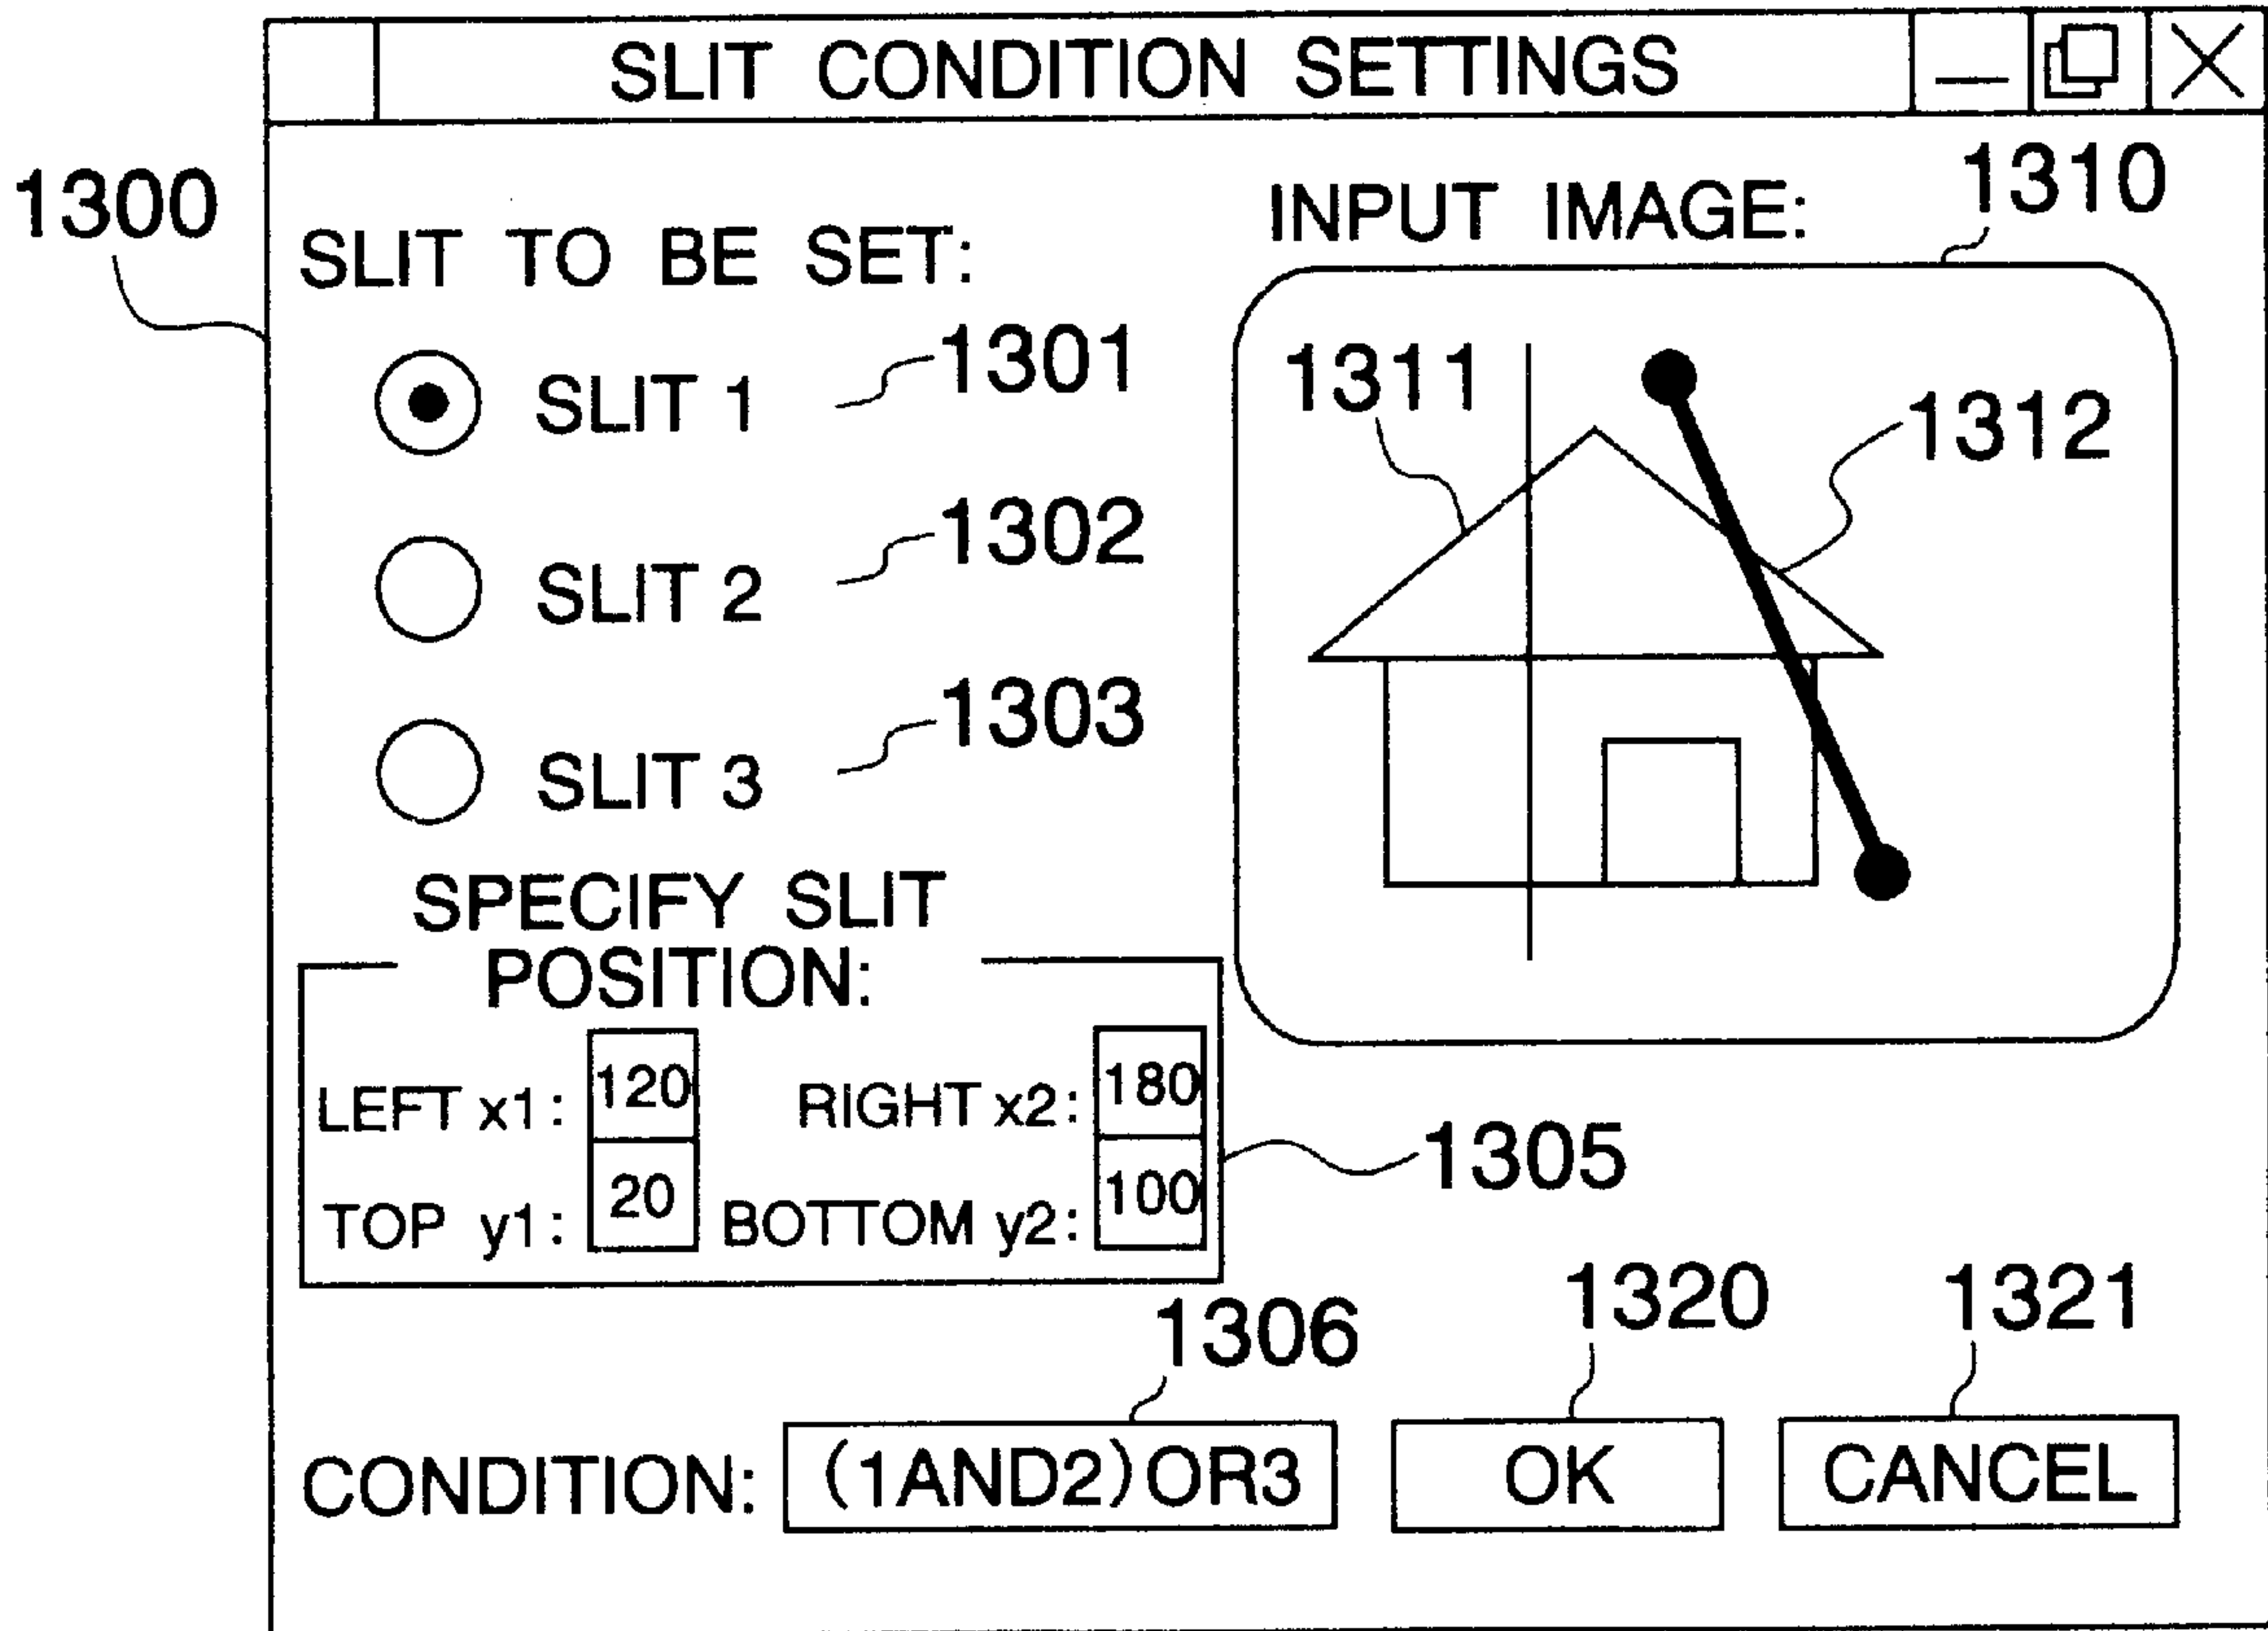 SLIT CONDITION SETTINGS
1300
SLIT TO BE SET:
SLIT 1
1301
SLIT 2
1302
SLIT 3
1303
SPECIFY SLIT
POSITION:
LEFT x1: 120 RIGHT x2: 180
TOP y1: 20 BOTTOM y2: 100
1305
INPUT IMAGE:
1310
1311
1312
1306
1320
1321
CONDITION: (1AND2)OR3 OK CANCEL